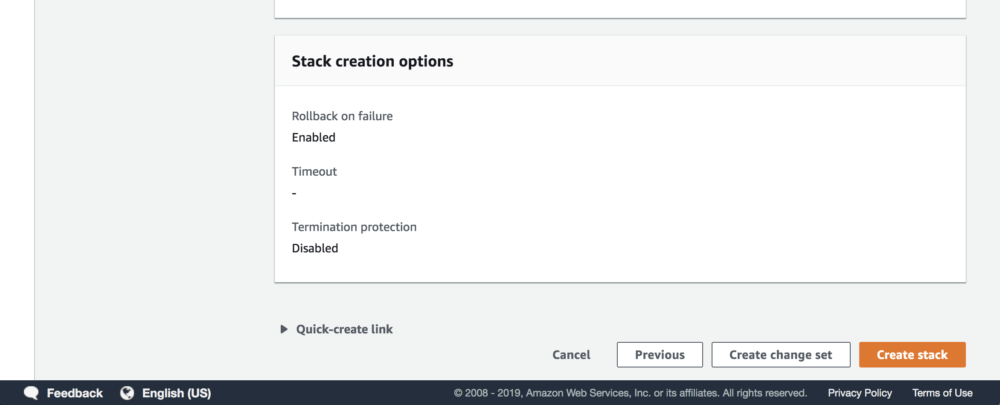 Stack creation options
Rollback on failure
Enabled
Timeout
-
Termination protection
Disabled
Quick-create link
Cancel Previous Create change set Create stack
Feedback English (US) © 2008 - 2019, Amazon Web Services, Inc. or its affiliates. All rights reserved. Privacy Policy Terms of Use